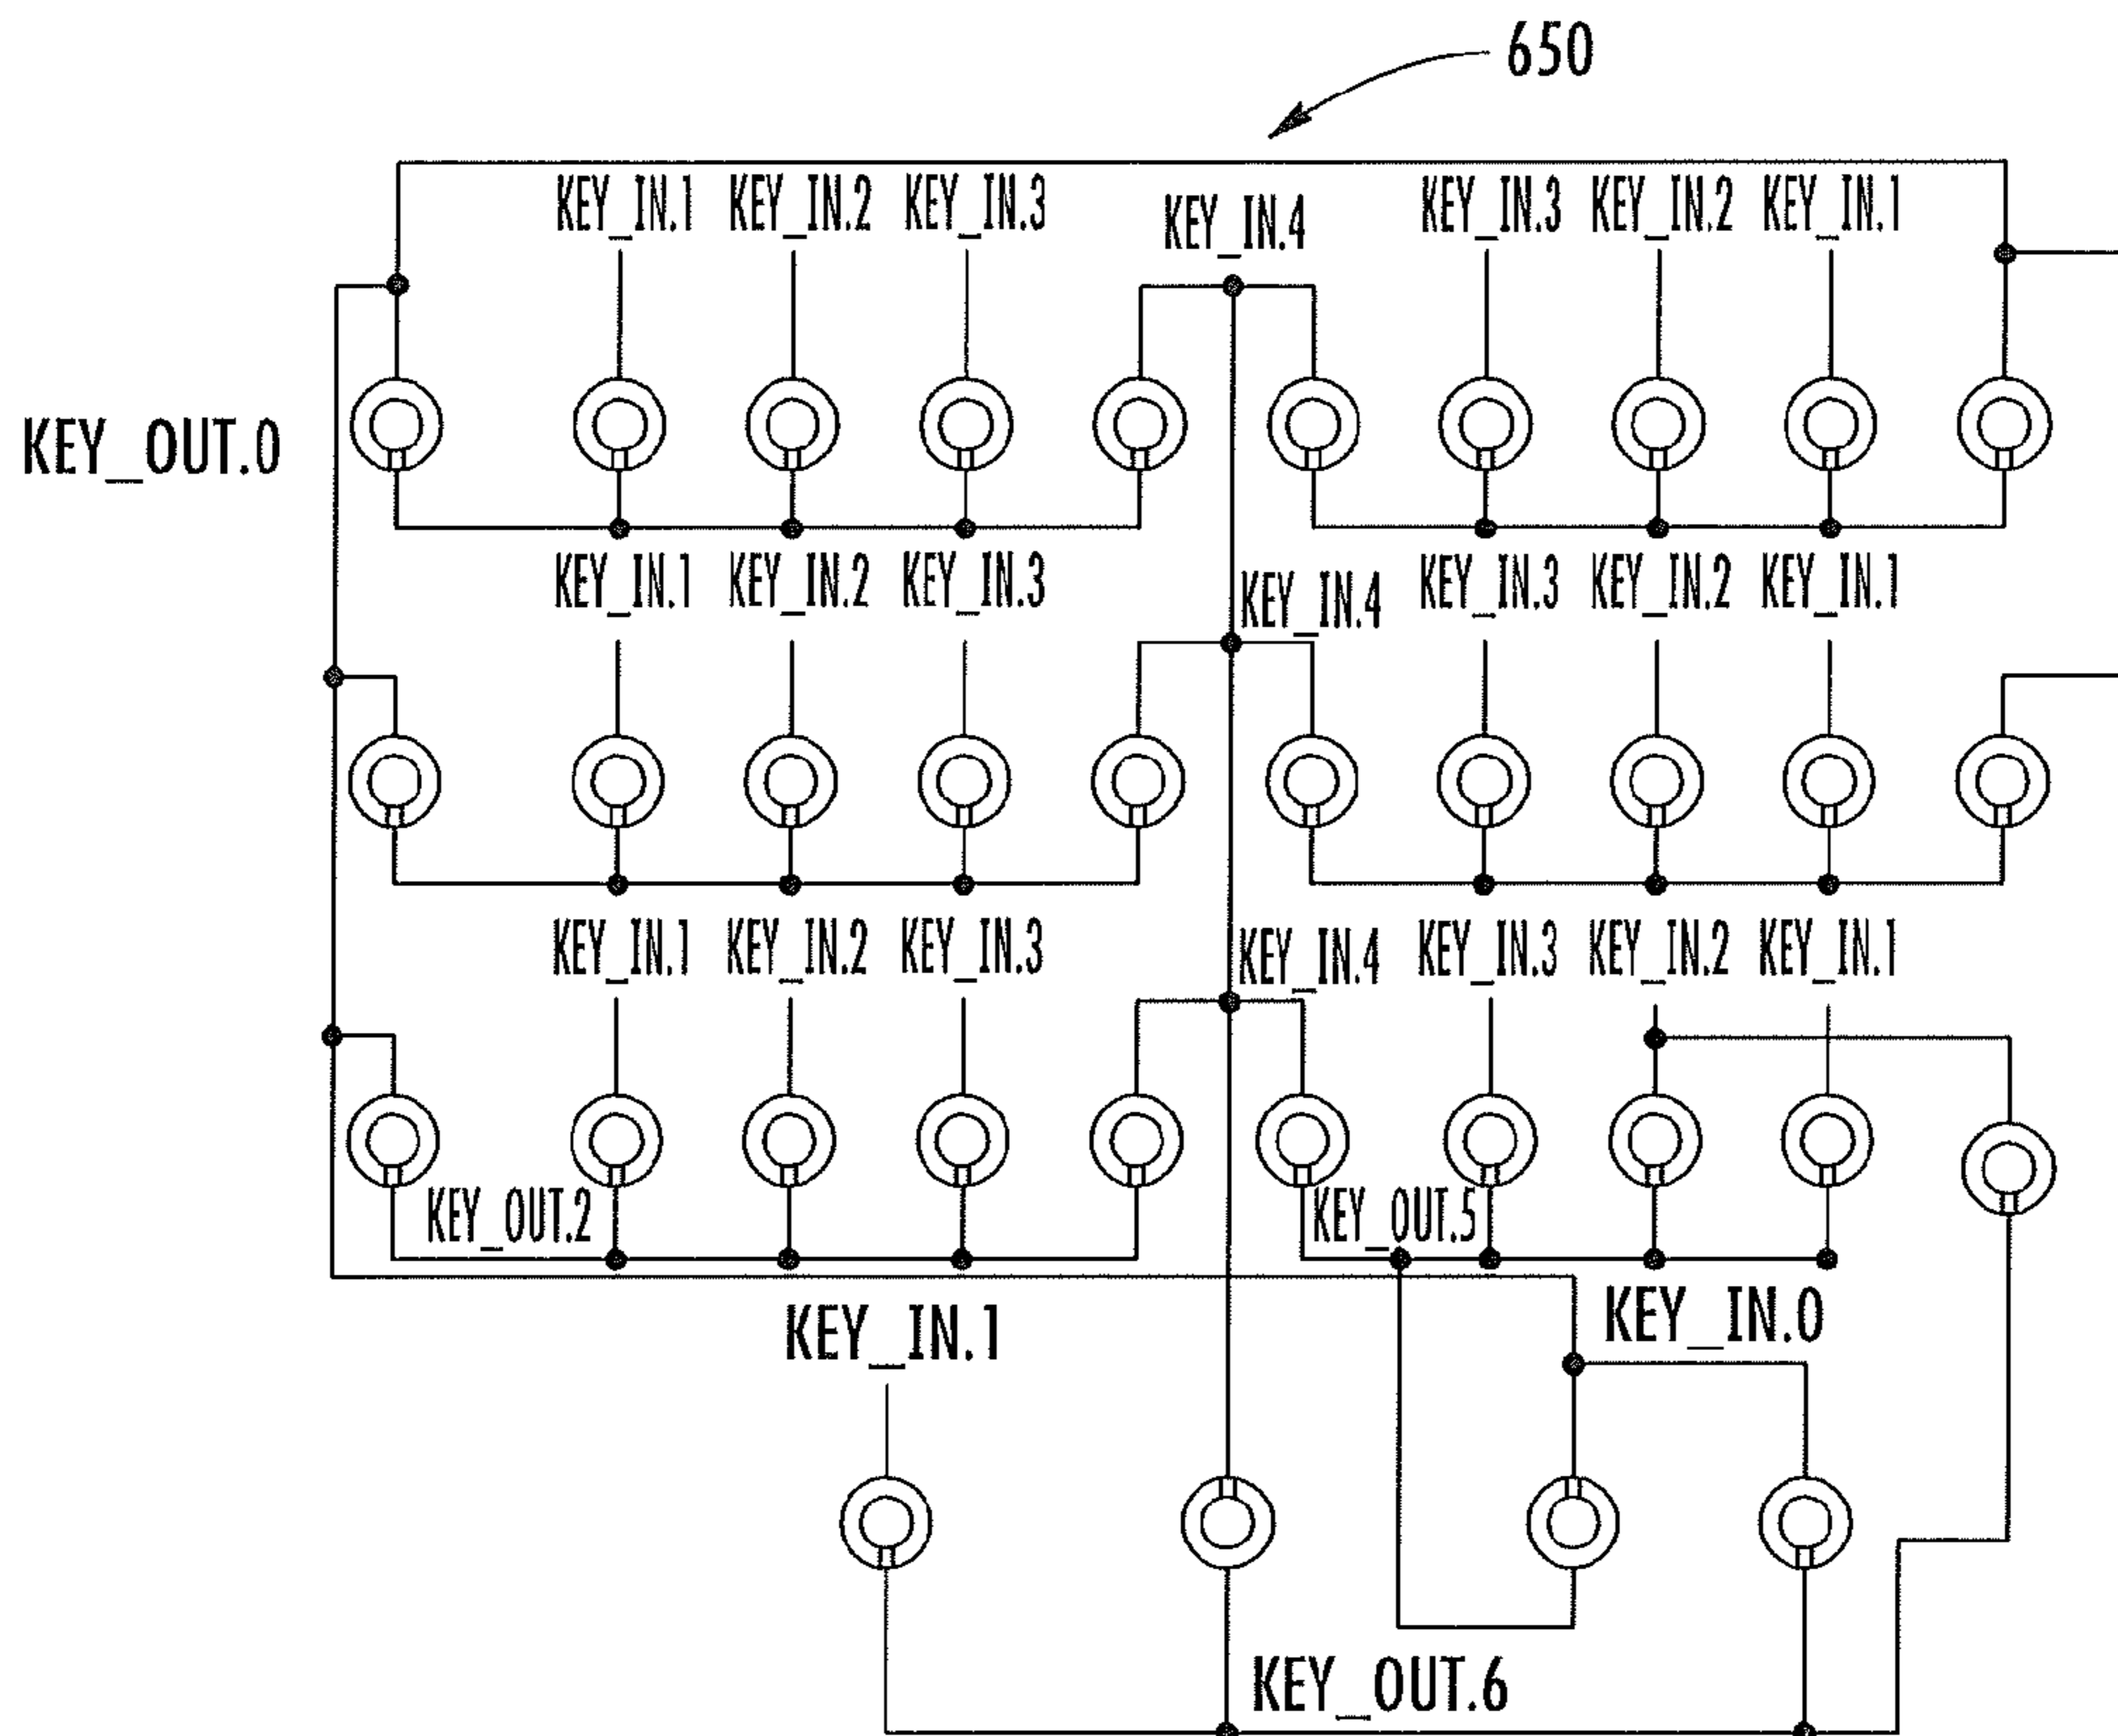 650
KEY_IN.1 KEY_IN.2 KEY_IN.3 KEY_IN.4 KEY_IN.3 KEY_IN.2 KEY_IN.1
KEY_OUT.0
KEY_IN.1 KEY_IN.2 KEY_IN.3 KEY_IN.4 KEY_IN.3 KEY_IN.2 KEY_IN.1
KEY_IN.1 KEY_IN.2 KEY_IN.3 KEY_IN.4 KEY_IN.3 KEY_IN.2 KEY_IN.1
KEY_OUT.2 KEY_OUT.5
KEY_IN.1 KEY_IN.0
KEY_OUT.6